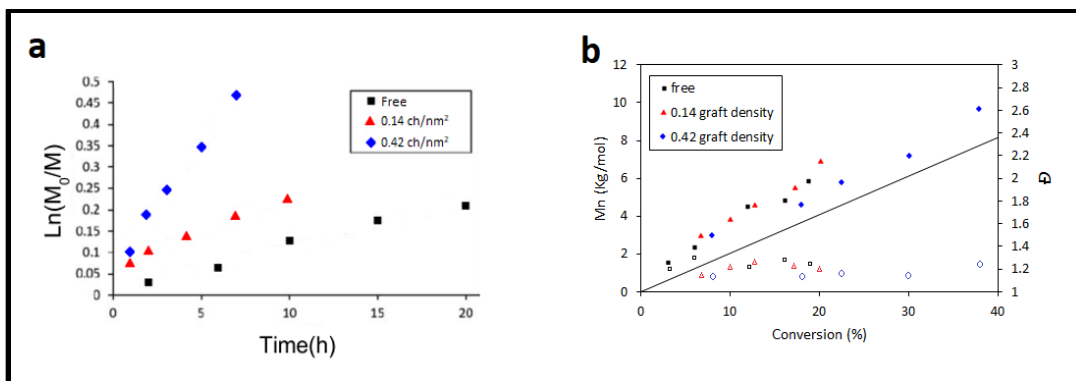 a
Ln(M₀/M)
0.5
0.45
0.4
0.35
0.3
0.25
0.2
0.15
0.1
0.05
0
0 5 10 15 20
Time(h)
Free
0.14 ch/nm²
0.42 ch/nm²
b
Mn (Kg/mol)
12
10
8
6
4
2
0
0 10 20 30 40
Conversion (%)
free
0.14 graft density
0.42 graft density
3
2.8
2.6
2.4
2.2
2
1.8
1.6
1.4
1.2
1
Đ